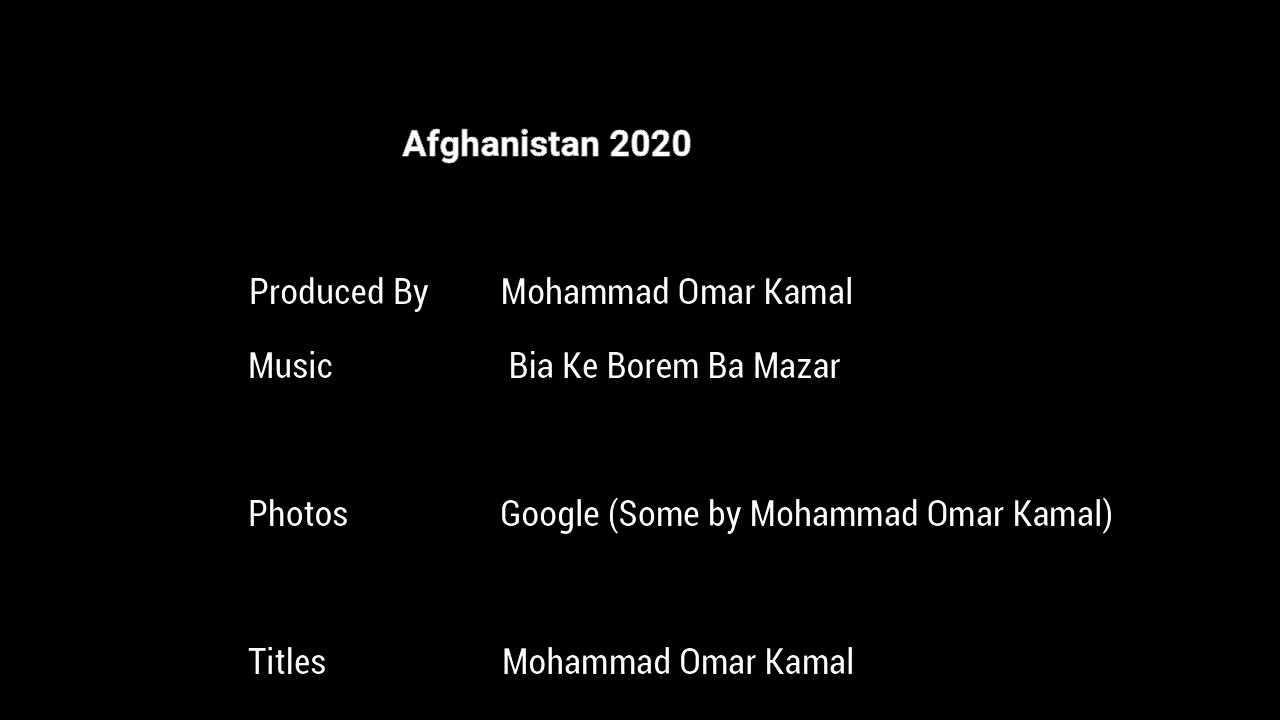 Afghanistan 2020
Produced By Mohammad Omar Kamal
Music Bia Ke Borem Ba Mazar
Photos Google (Some by Mohammad Omar Kamal)
Titles Mohammad Omar Kamal